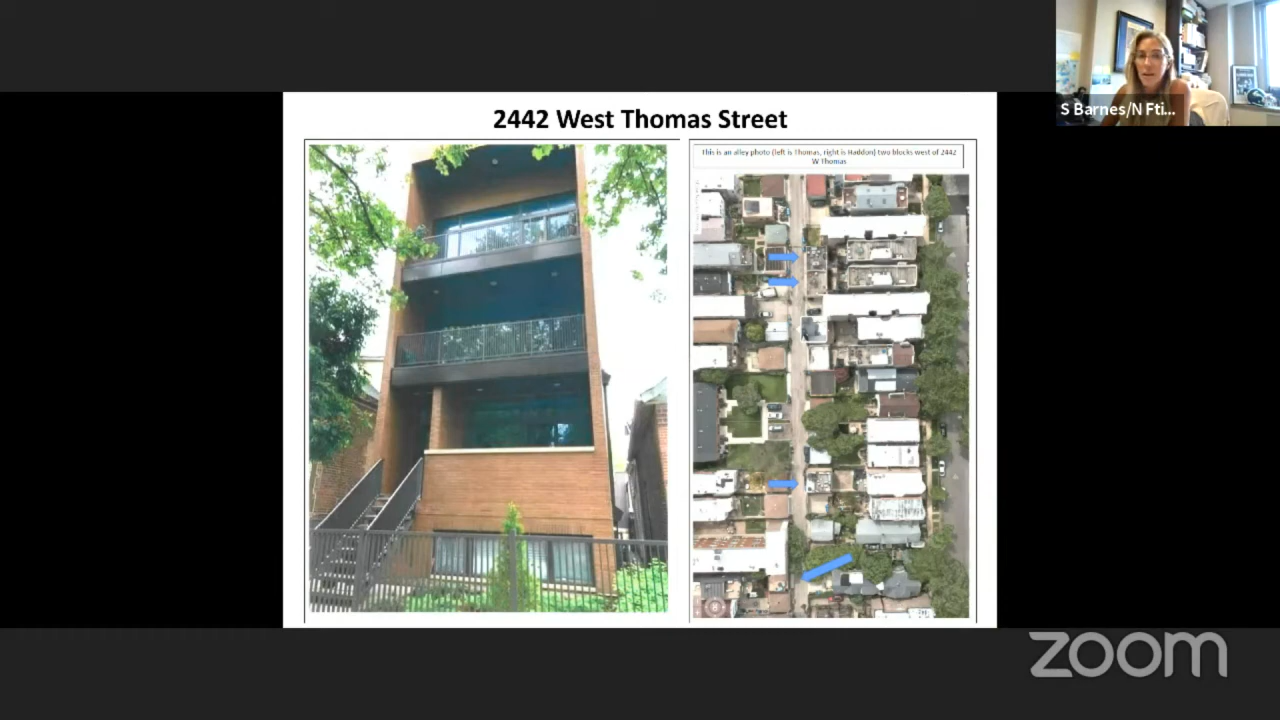 S Barnes/N Fti...
2442 West Thomas Street
This is an alley photo (left is Thomas, right is Haddon) two blocks west of 2442
W Thomas
zoom